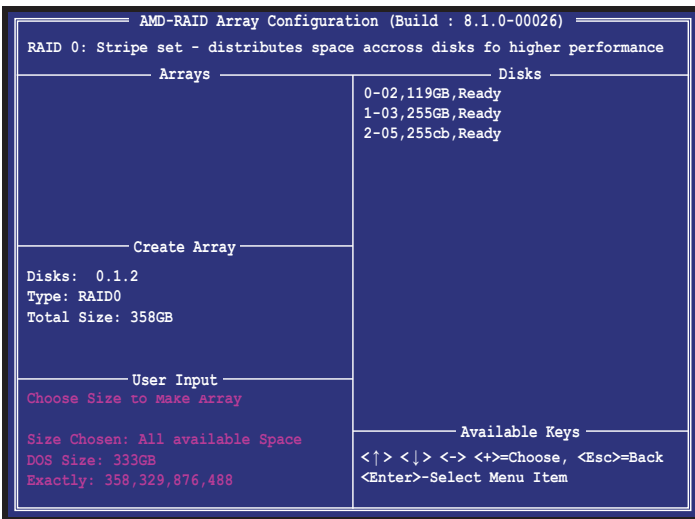 AMD-RAID Array Configuration (Build : 8.1.0-00026)
RAID 0: Stripe set - distributes space accross disks fo higher performance
Arrays
Disks
0-02,119GB,Ready
1-03,255GB,Ready
2-05,255cb,Ready
Create Array
Disks: 0.1.2
Type: RAID0
Total Size: 358GB
User Input
Choose Size to Make Array
Size Chosen: All available Space
DOS Size: 333GB
Exactly: 358,329,876,488
Available Keys
<↑> <↓> <-> <+>=Choose, <Esc>=Back
<Enter>-Select Menu Item